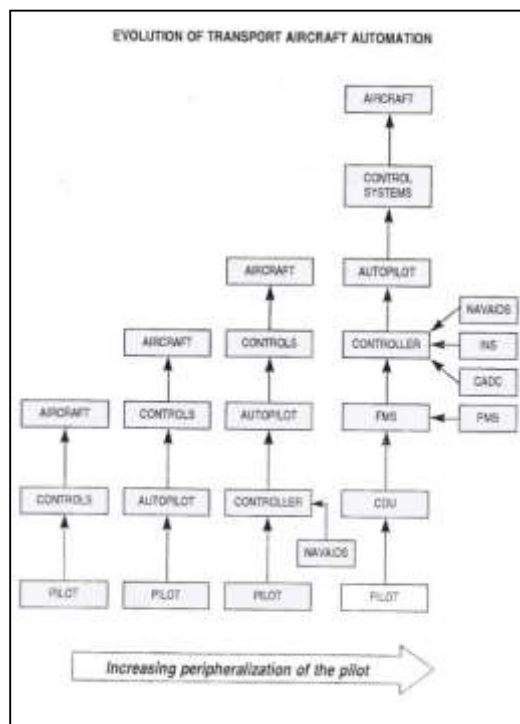 EVOLUTION OF TRANSPORT AIRCRAFT AUTOMATION
AIRCRAFT
CONTROL
SYSTEMS
AIRCRAFT
AUTOPILOT
NAVAIDS
AIRCRAFT
CONTROLS
CONTROLLER
INS
CADC
AIRCRAFT
CONTROLS
AUTOPILOT
FMS
PMS
CONTROLS
AUTOPILOT
CONTROLLER
CDU
NAVAIDS
PILOT
PILOT
PILOT
PILOT
Increasing peripheralization of the pilot